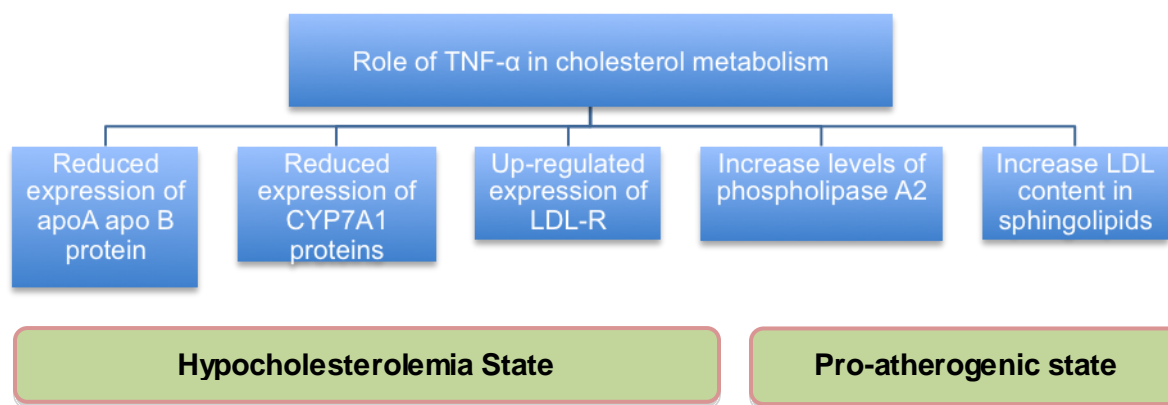 Role of TNF-α in cholesterol metabolism
Reduced
expression of
apoA apo B
protein
Reduced
expression of
CYP7A1
proteins
Up-regulated
expression of
LDL-R
Increase levels of
phospholipase A2
Increase LDL
content in
sphingolipids
Hypocholesterolemia State
Pro-atherogenic state